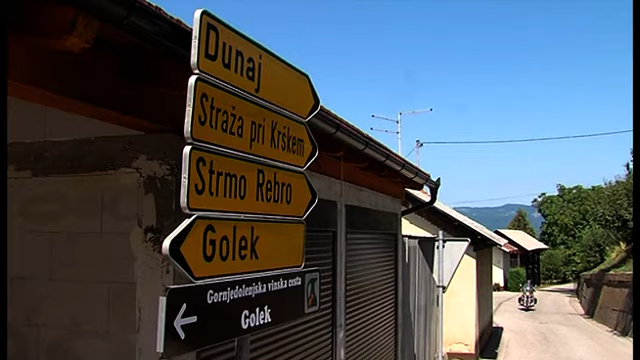 Dunaj
Straža pri Krškem
Strmo Rebro
Golek
Gornjedolenjska vinska cesta
Golek